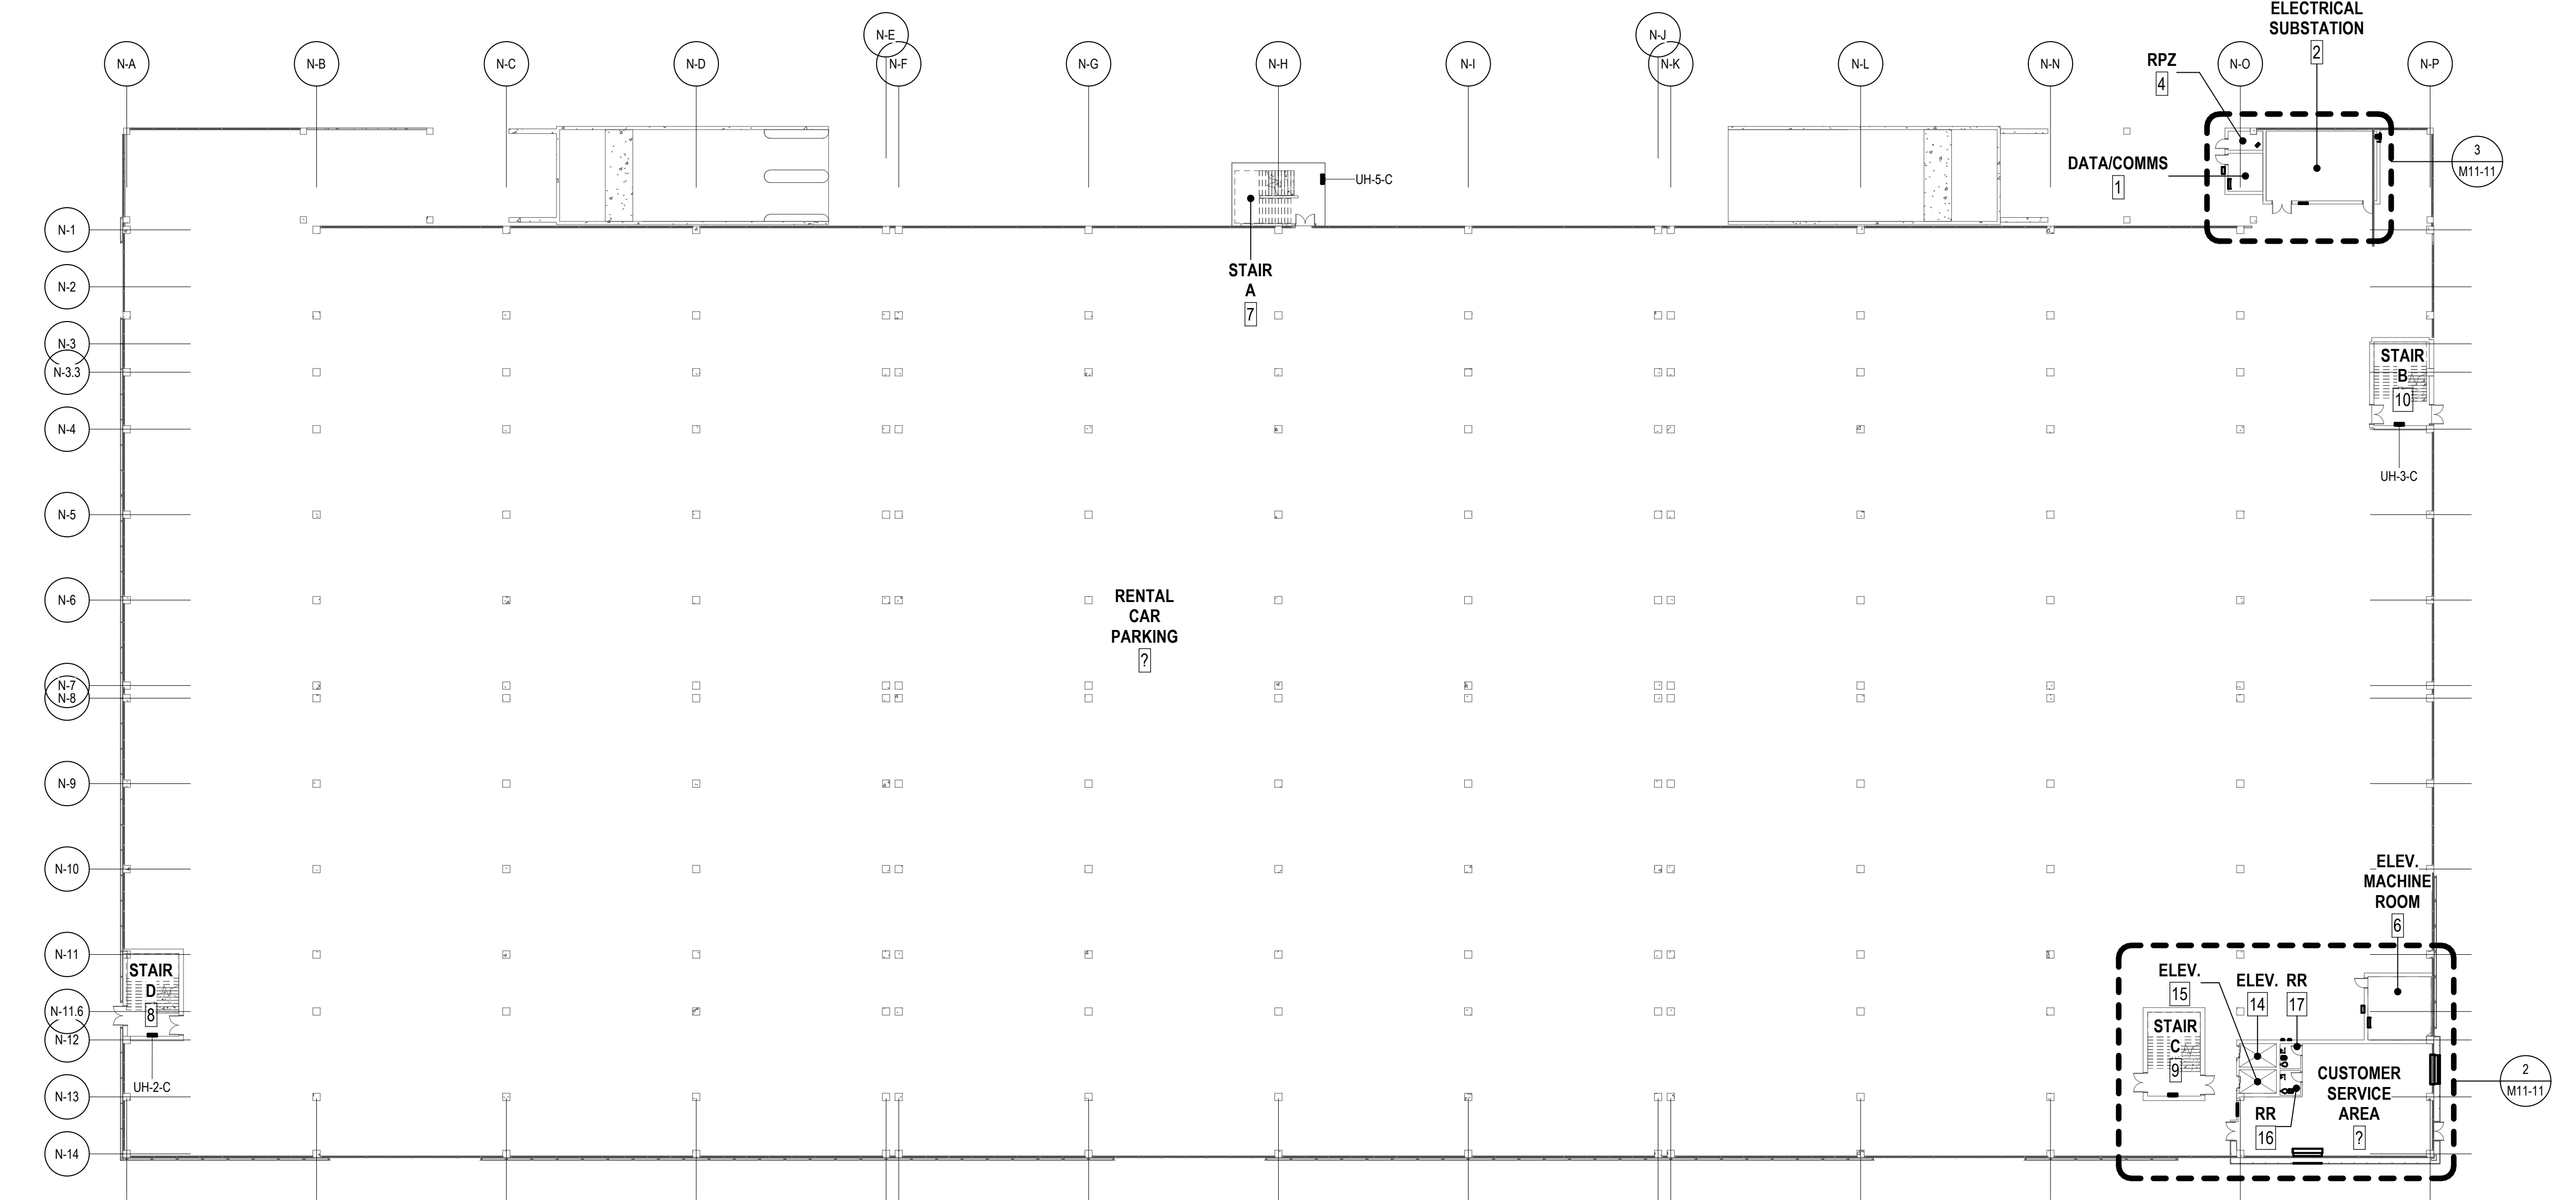 ELECTRICAL
SUBSTATION
2
N-E
N-J
N-A
N-B
N-C
N-D
N-F
N-G
N-H
N-I
N-K
N-L
N-N
N-O
N-P
RPZ
4
DATA/COMMS
1
3
M11-11
UH-5-C
N-1
STAIR
A
7
N-2
N-3
N-3.3
STAIR
B
10
N-4
UH-3-C
N-5
N-6
RENTAL
CAR
PARKING
?
N-7
N-8
N-9
N-10
ELEV.
MACHINE
ROOM
6
N-11
STAIR
D
8
ELEV.
15
ELEV.
14
RR
17
N-11.6
STAIR
C
9
N-12
UH-2-C
CUSTOMER
SERVICE
AREA
?
2
M11-11
N-13
RR
16
N-14